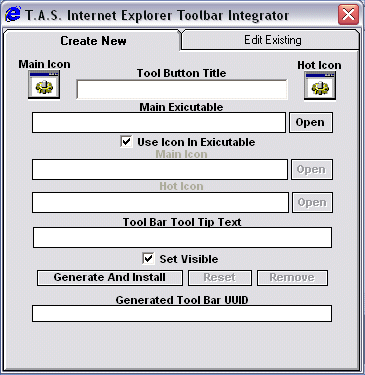 T.A.S. Internet Explorer Toolbar Integrator
Create New
Edit Existing
Main Icon
Tool Button Title
Hot Icon
Main Exicutable
Open
Use Icon In Exicutable
Main Icon
Open
Hot Icon
Open
Tool Bar Tool Tip Text
Set Visible
Generate And Install
Reset
Remove
Generated Tool Bar UUID